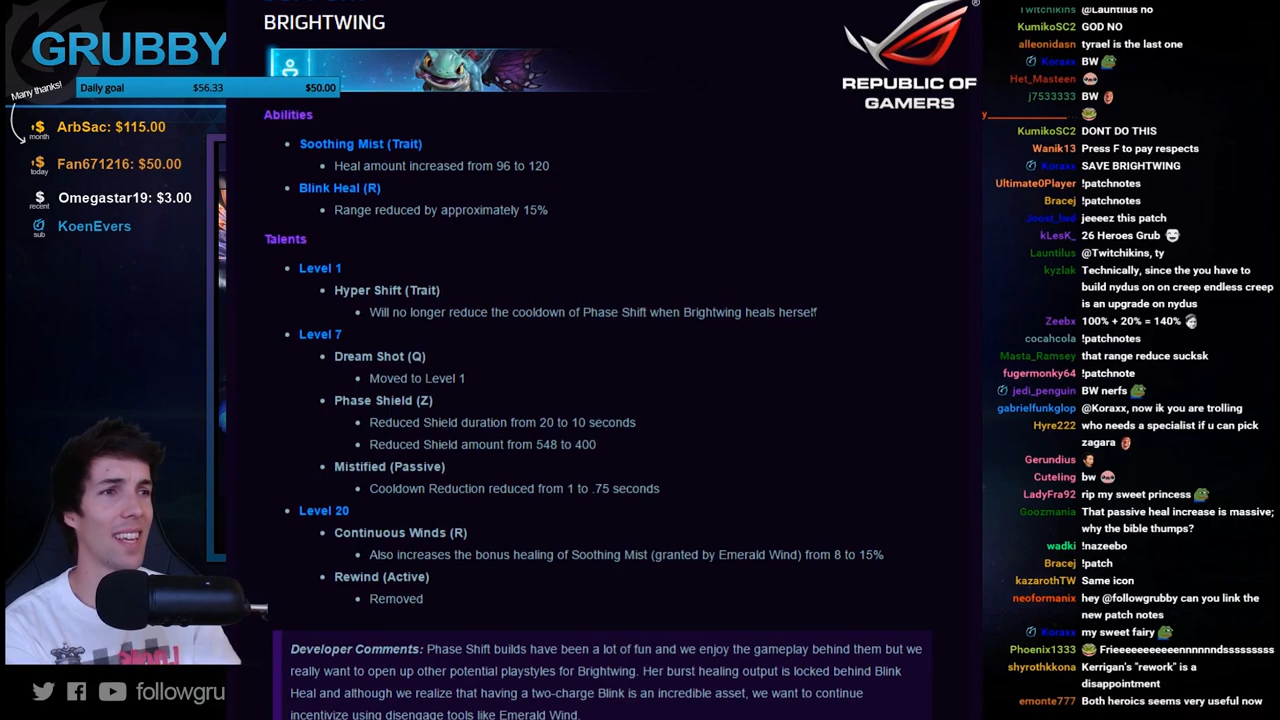 GRUBBY
Many thanks!
Daily goal $56.33 $50.00
$ month ArbSac: $115.00
$ today Fan671216: $50.00
$ recent Omegastar19: $3.00
sub KoenEvers
BRIGHTWING
Abilities
Soothing Mist (Trait)
Heal amount increased from 96 to 120
Blink Heal (R)
Range reduced by approximately 15%
Talents
Level 1
Hyper Shift (Trait)
Will no longer reduce the cooldown of Phase Shift when Brightwing heals herself
Level 7
Dream Shot (Q)
Moved to Level 1
Phase Shield (Z)
Reduced Shield duration from 20 to 10 seconds
Reduced Shield amount from 548 to 400
Mistified (Passive)
Cooldown Reduction reduced from 1 to .75 seconds
Level 20
Continuous Winds (R)
Also increases the bonus healing of Soothing Mist (granted by Emerald Wind) from 8 to 15%
Rewind (Active)
Removed
Developer Comments: Phase Shift builds have been a lot of fun and we enjoy the gameplay behind them but we
really want to open up other potential playstyles for Brightwing. Her burst healing output is locked behind Blink
Heal and although we realize that having a two-charge Blink is an incredible asset, we want to continue
incentivize using disengage tools like Emerald Wind.
followgru
REPUBLIC OF
GAMERS
Twitchikins @Launtilus no
KumikoSC2 GOD NO
alleonidasn tyrael is the last one
Koraxx BW
Het_Masteen
j7533333 BW
KumikoSC2 DONT DO THIS
Wanik13 Press F to pay respects
Koraxx SAVE BRIGHTWING
Ultimate0Player !patchnotes
Bracej !patchnotes
Joost_lwd jeeeez this patch
kLesK_ 26 Heroes Grub
Launtilus @Twitchikins, ty
kyzlak Technically, since the you have to
build nydus on on creep endless creep
is an upgrade on nydus
Zeebx 100% + 20% = 140%
cocahcola !patchnotes
Masta_Ramsey that range reduce sucksk
fugermonky64 !patchnote
jedi_penguin BW nerfs
gabrielfunkglop @Koraxx, now ik you are trolling
Hyre222 who needs a specialist if u can pick
zagara
Gerundius
Cuteling bw
LadyFra92 rip my sweet princess
Goozmania That passive heal increase is massive;
why the bible thumps?
wadki !nazeebo
Bracej !patch
kazarothTW Same icon
neoformanix hey @followgrubby can you link the
new patch notes
Koraxx my sweet fairy
Phoenix1333 Frieeeeeeeeennnnnndsssssssss
shyrothkkona Kerrigan's "rework" is a
disappointment
emonte777 Both heroics seems very useful now